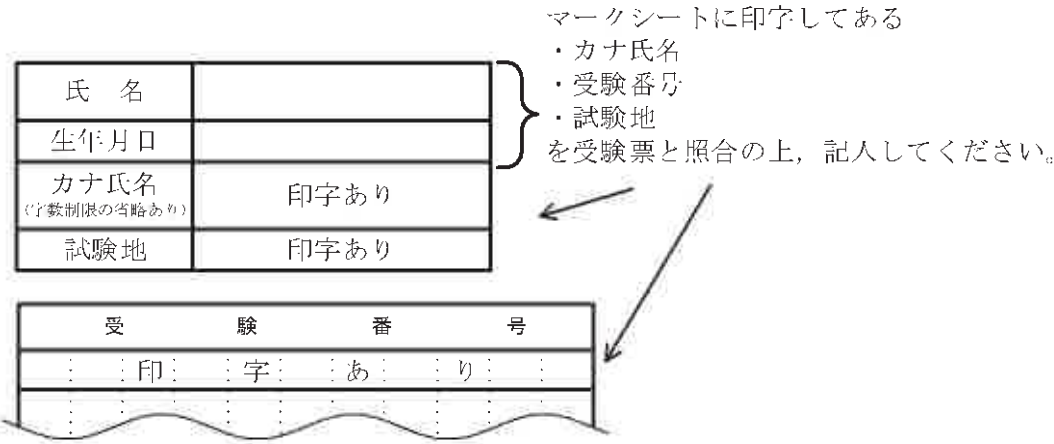 マークシートに印字してある
・カナ氏名
・受験番号
・試験地
を受験票と照合の上，記入してください。
氏 名
生年月日
カナ氏名
(字数制限の省略あり)
印字あり
試験地 印字あり
受 験 番 号
印 字 あ り